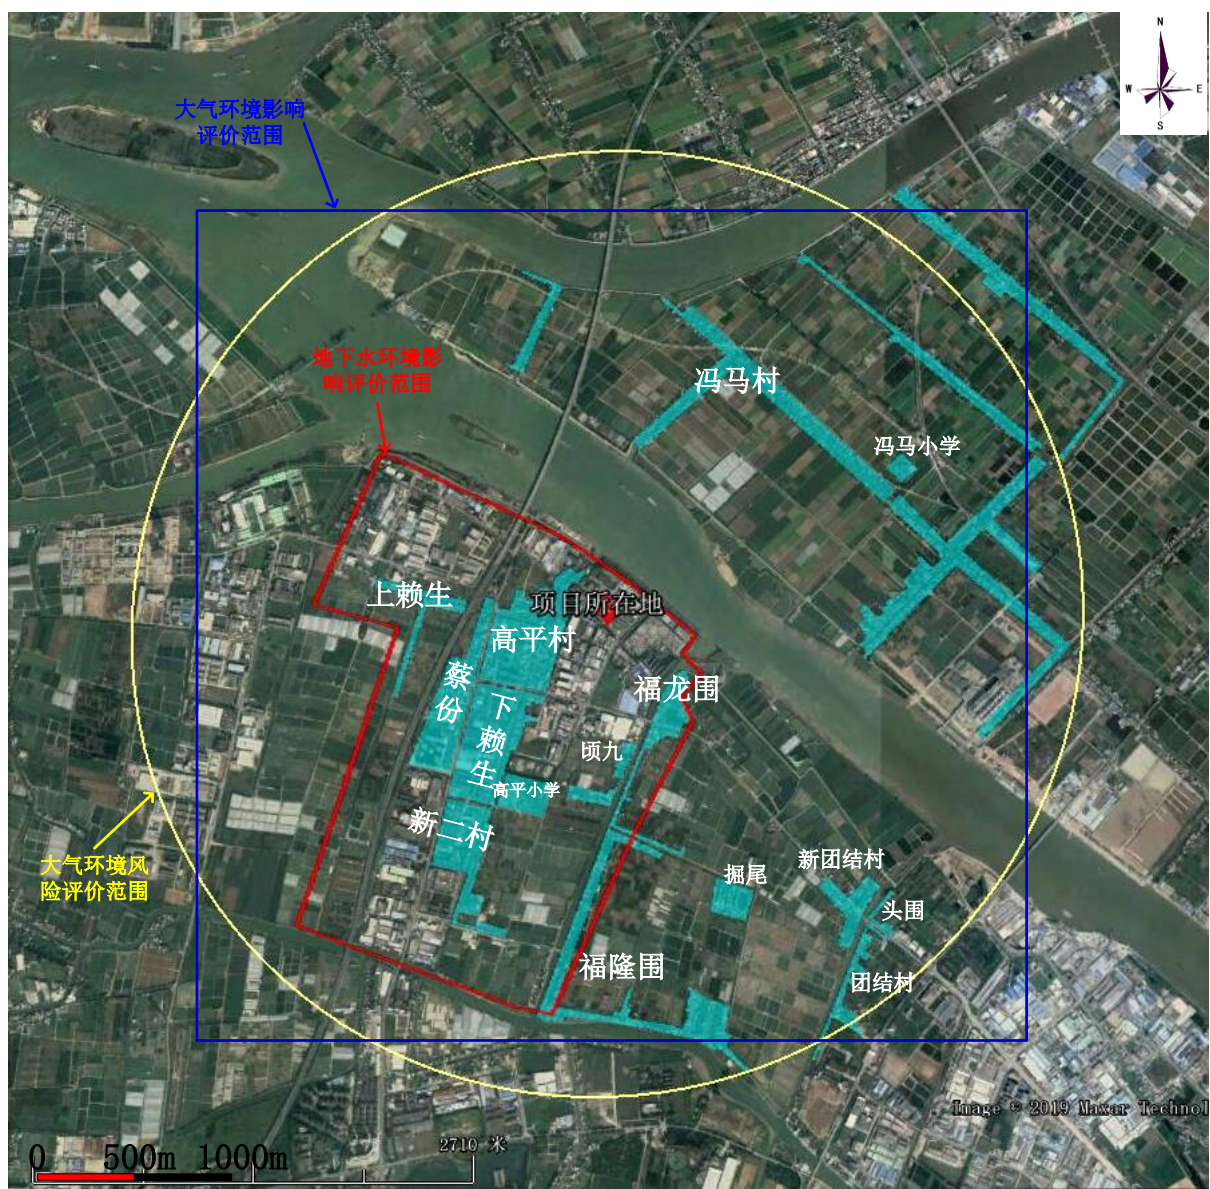 N
W E
S
大气环境影响
评价范围
地下水环境影
响评价范围
冯马村
冯马小学
上赖生
项目所在地
高平村
蔡份
福龙围
下赖生
顷九
高平小学
新二村
大气环境风
险评价范围
掘尾
新团结村
头围
福隆围
团结村
Image © 2019 Maxar Technol
2710 米
0 500m 1000m